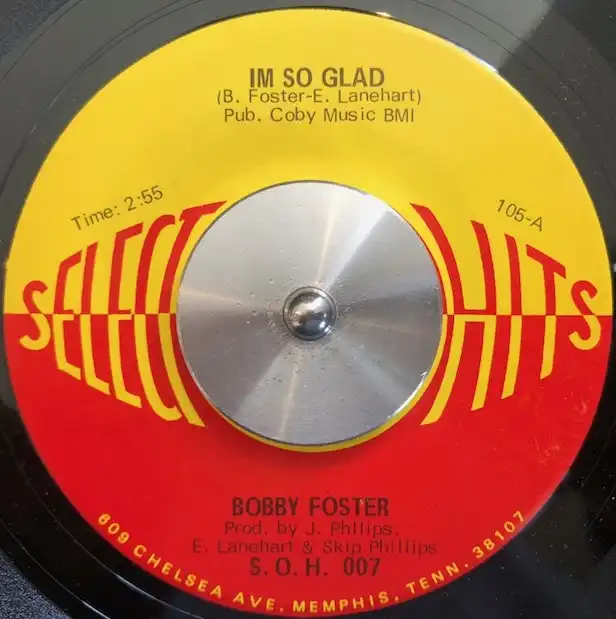 IM SO GLAD
(B. Foster-E. Lanehart)
Pub. Coby Music BMI
Time: 2:55
105-A
SELECT HITS
BOBBY FOSTER
Prod. by J. Phllips,
E. Lanehart & Skip Phillips
S. O. H. 007
609 CHELSEA AVE. MEMPHIS, TENN. 38107